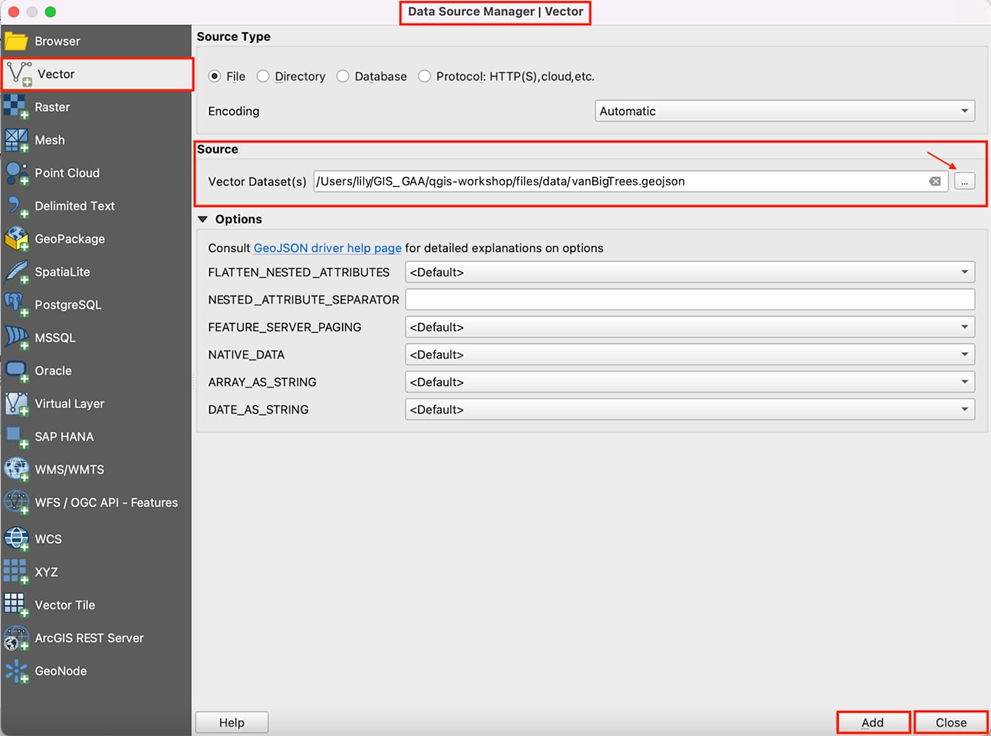 Data Source Manager | Vector
Browser
Vector
Raster
Mesh
Point Cloud
Delimited Text
GeoPackage
SpatiaLite
PostgreSQL
MSSQL
Oracle
Virtual Layer
SAP HANA
WMS/WMTS
WFS / OGC API - Features
WCS
XYZ
Vector Tile
ArcGIS REST Server
GeoNode
Source Type
File Directory Database Protocol: HTTP(S),cloud,etc.
Encoding Automatic
Source
Vector Dataset(s) /Users/lily/GIS_GAA/qgis-workshop/files/data/vanBigTrees.geojson ...
Options
Consult GeoJSON driver help page for detailed explanations on options
FLATTEN_NESTED_ATTRIBUTES <Default>
NESTED_ATTRIBUTE_SEPARATOR
FEATURE_SERVER_PAGING <Default>
NATIVE_DATA <Default>
ARRAY_AS_STRING <Default>
DATE_AS_STRING <Default>
Help Add Close